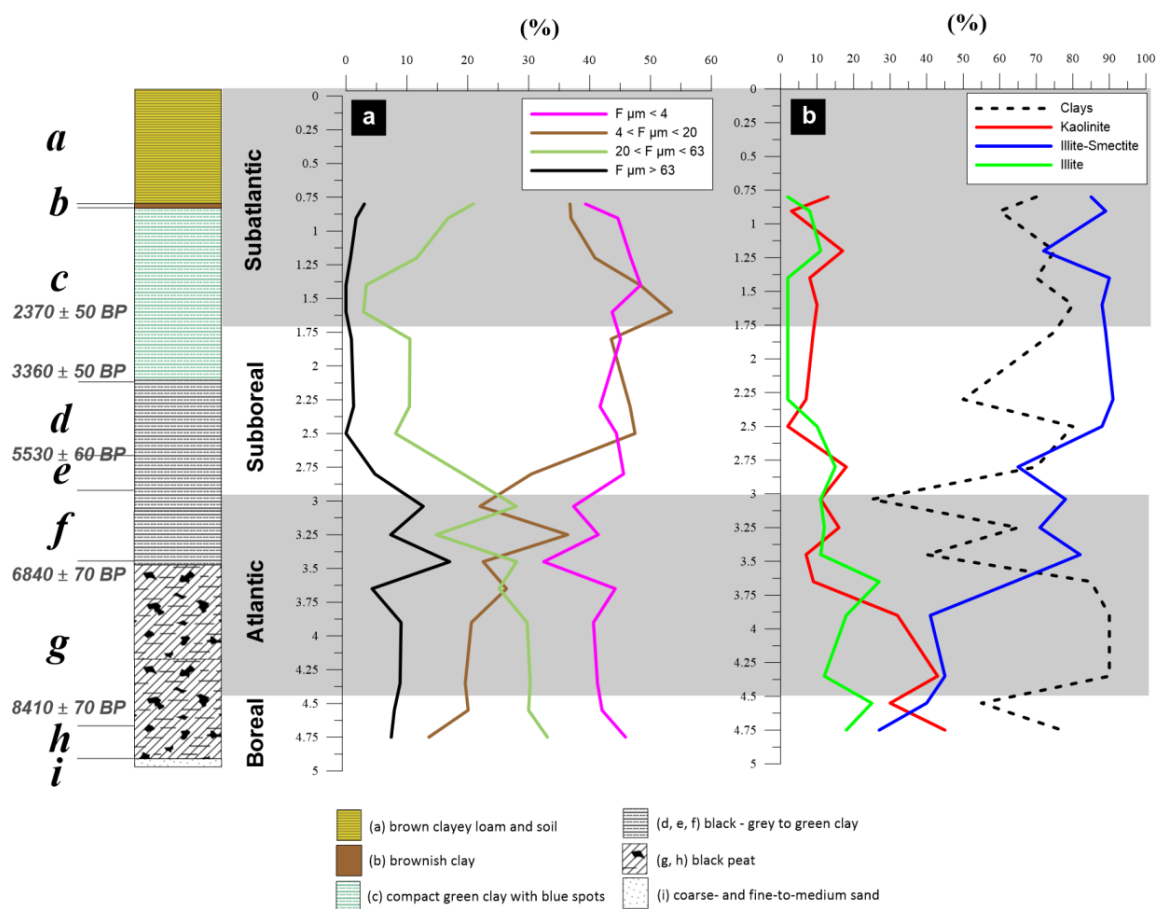 (%)
(%)
0 10 20 30 40 50 60
0 10 20 30 40 50 60 70 80 90 100
a
b
c
2370 ± 50 BP
3360 ± 50 BP
d
5530 ± 60 BP
e
f
6840 ± 70 BP
g
8410 ± 70 BP
h
i
Subatlantic
Subboreal
Atlantic
Boreal
0
0.25
0.5
0.75
1
1.25
1.5
1.75
2
2.25
2.5
2.75
3
3.25
3.5
3.75
4
4.25
4.5
4.75
5
a
F µm < 4
4 < F µm < 20
20 < F µm < 63
F µm > 63
0
0.25
0.5
0.75
1
1.25
1.5
1.75
2
2.25
2.5
2.75
3
3.25
3.5
3.75
4
4.25
4.5
4.75
5
b
Clays
Kaolinite
Illite-Smectite
Illite
(a) brown clayey loam and soil
(b) brownish clay
(c) compact green clay with blue spots
(d, e, f) black - grey to green clay
(g, h) black peat
(i) coarse- and fine-to-medium sand